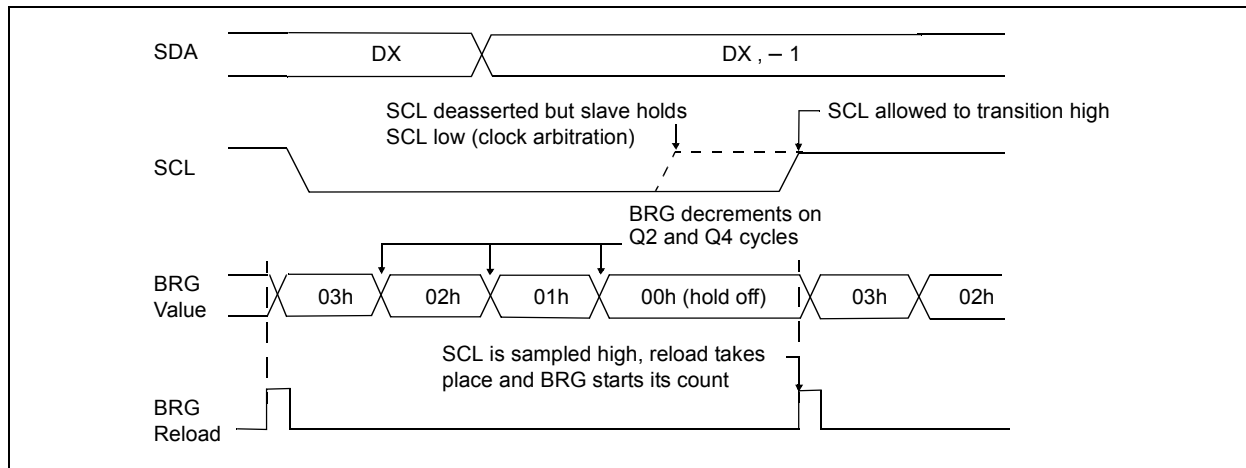 SDA
DX
DX , – 1
SCL deasserted but slave holds
SCL low (clock arbitration)
SCL allowed to transition high
SCL
BRG decrements on
Q2 and Q4 cycles
BRG
Value
03h
02h
01h
00h (hold off)
03h
02h
SCL is sampled high, reload takes
place and BRG starts its count
BRG
Reload